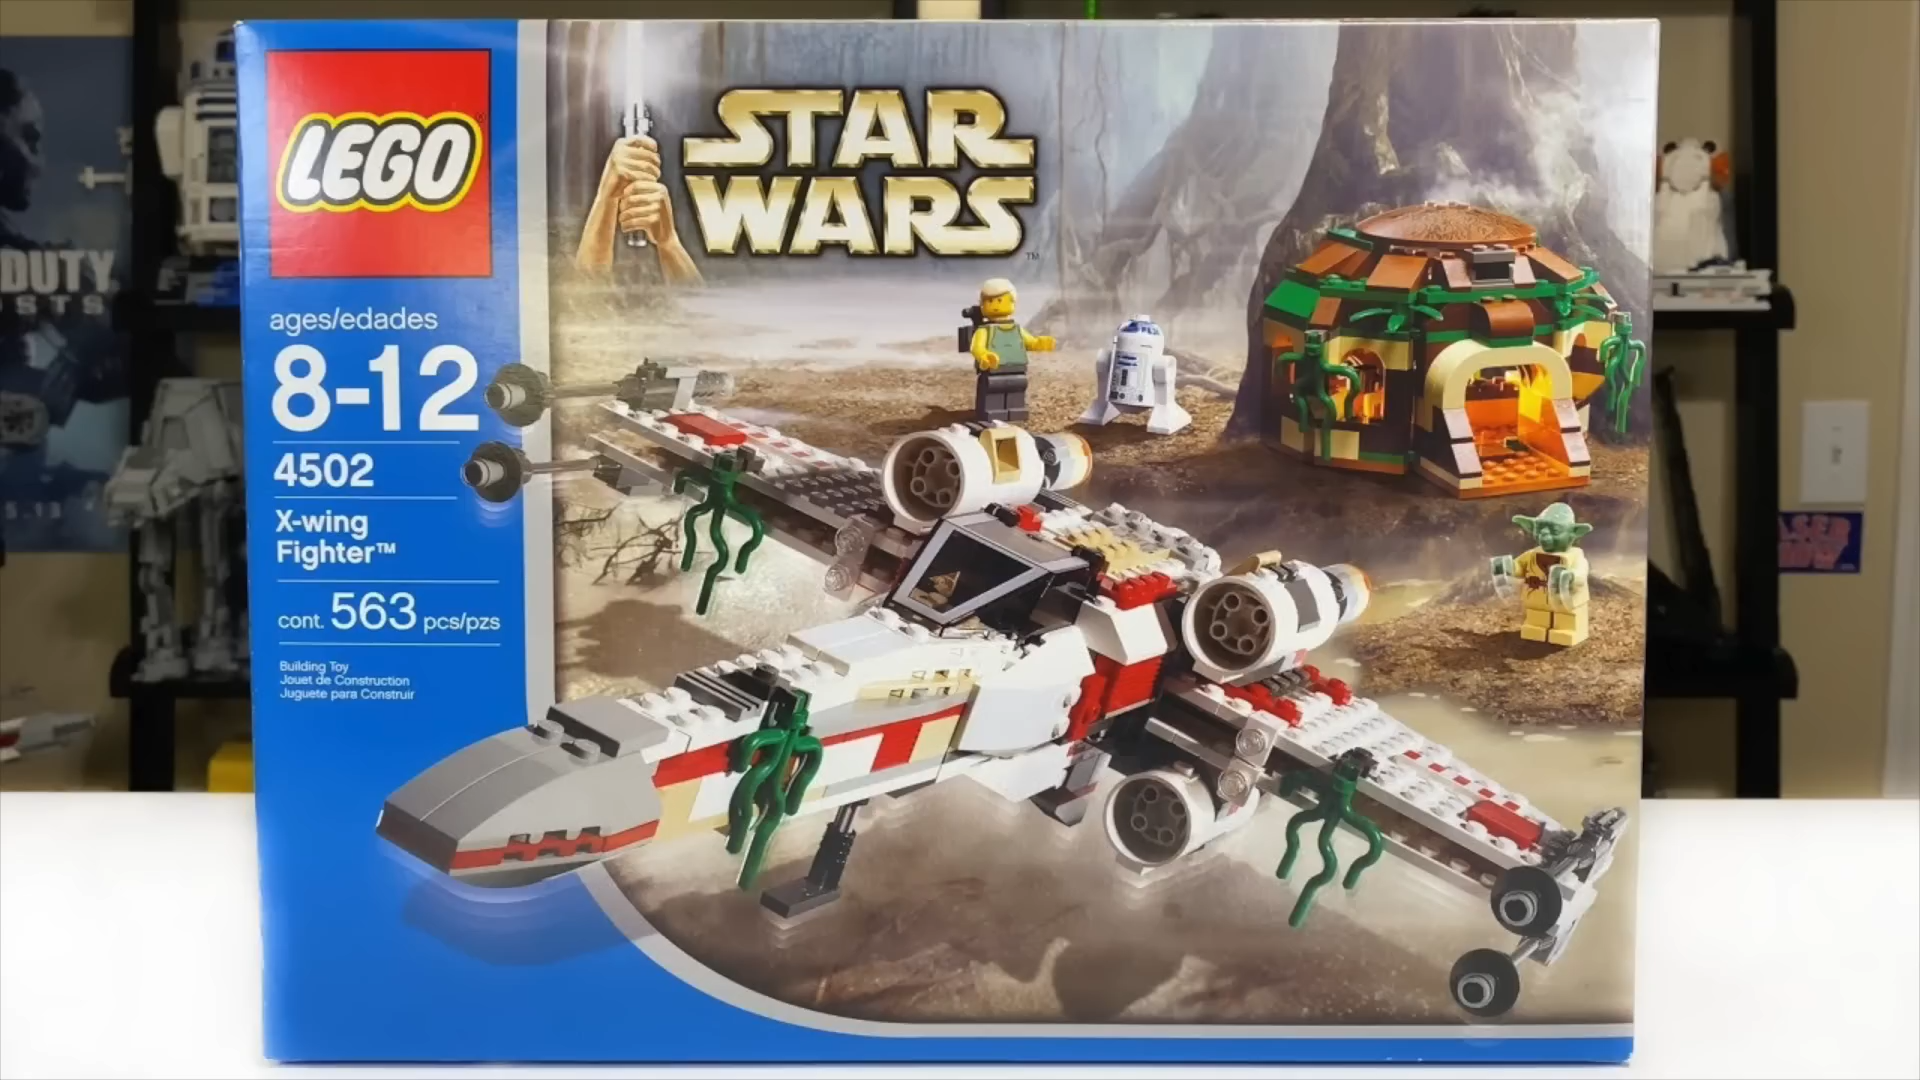 LEGO
STAR
WARS
TM
ages/edades
8-12
4502
X-wing
Fighter™
cont. 563 pcs/pzs
Building Toy
Jouet de Construction
Juguete para Construir
DUTY
STS